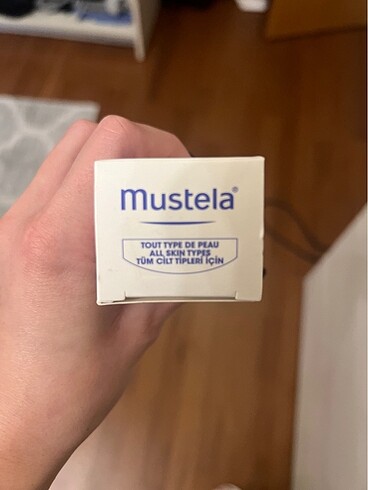 mustela®
TOUT TYPE DE PEAU
ALL SKIN TYPES
TÜM CİLT TİPLERİ İÇİN